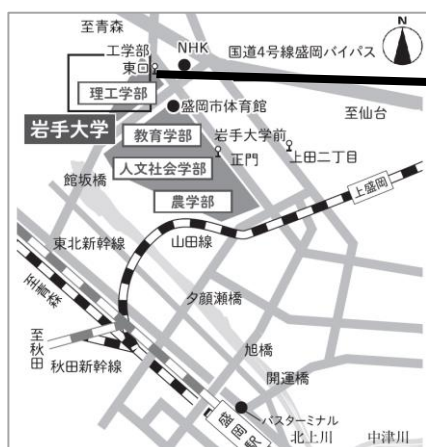 至青森
N
工学部
NHK
国道4号線盛岡バイパス
東口
理工学部
盛岡市体育館
至仙台
岩手大学
教育学部
岩手大学前
正門
上田二丁目
人文社会学部
館坂橋
農学部
上盛岡
東北新幹線
山田線
至青森
夕顔瀬橋
至秋田
秋田新幹線
旭橋
開運橋
バスターミナル
盛岡駅
北上川
中津川